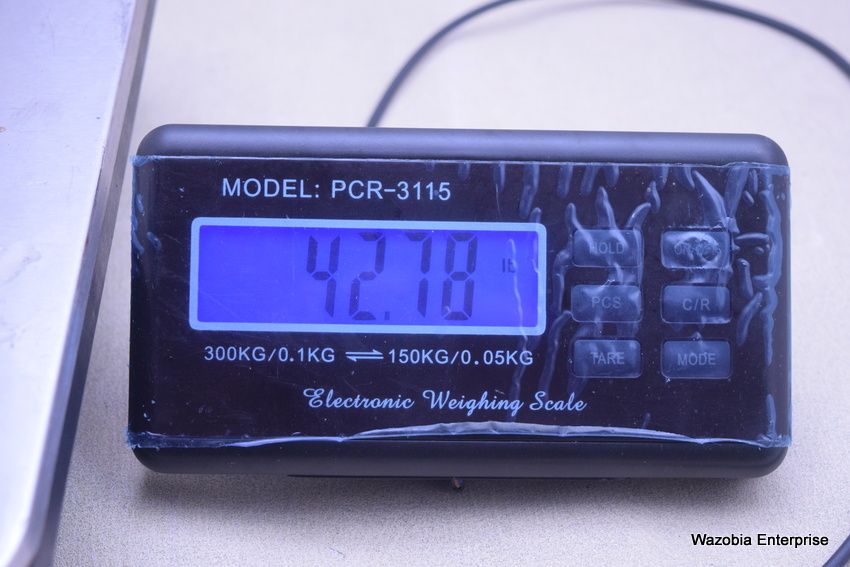 MODEL: PCR-3115
42.78 lb
HOLD
PCS
C/R
300KG/0.1KG ⇌ 150KG/0.05KG
TARE
MODE
Electronic Weighing Scale
Wazobia Enterprise